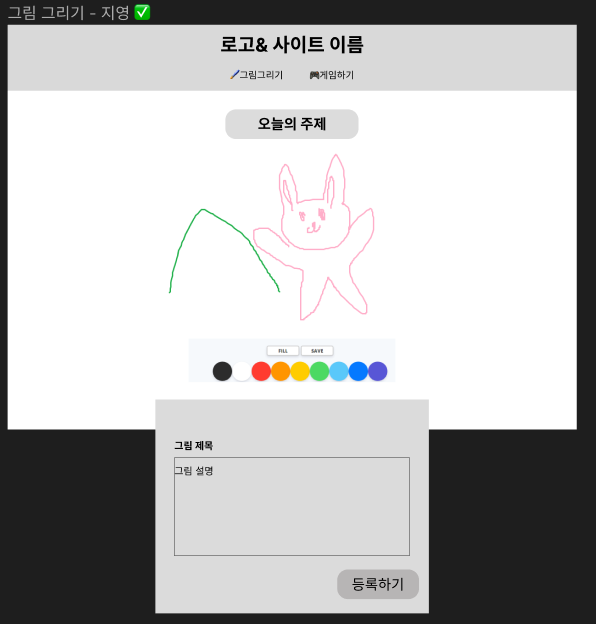 그림 그리기 - 지영 ✅
로고& 사이트 이름
🖌️그림그리기 🎮게임하기
오늘의 주제
FILL SAVE
그림 제목
그림 설명
등록하기